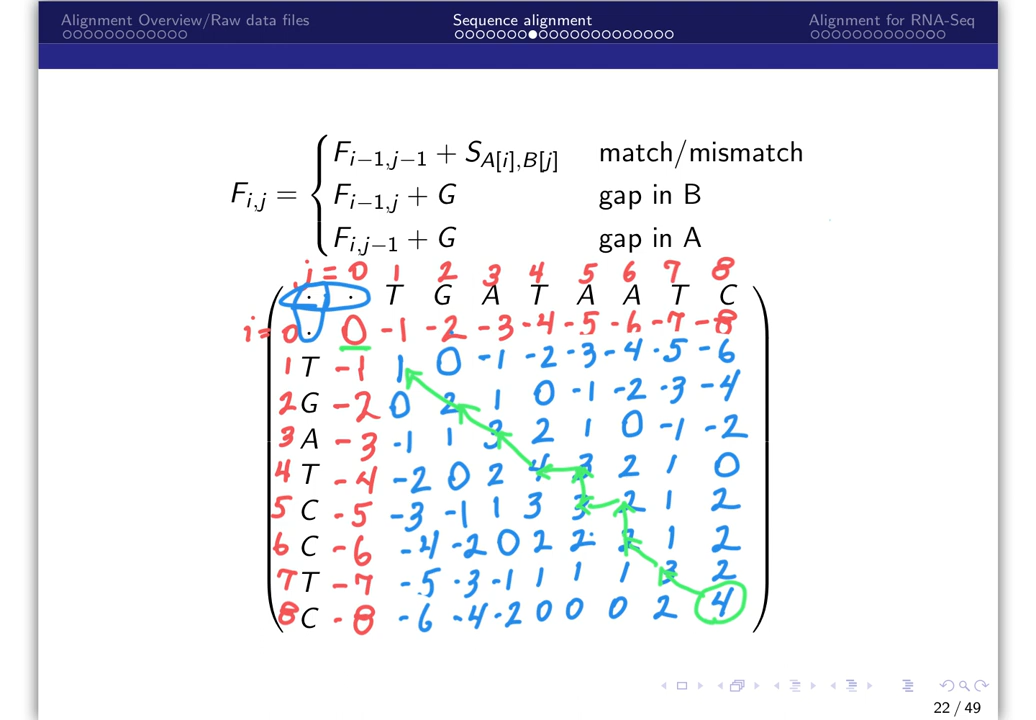 Alignment Overview/Raw data files Sequence alignment Alignment for RNA-Seq
F_{i,j} = { F_{i−1,j−1} + S_{A[i],B[j]} match/mismatch
F_{i−1,j} + G gap in B
F_{i,j−1} + G gap in A
j = 0 1 2 3 4 5 6 7 8
· · T G A T A A T C
i=0 · 0 -1 -2 -3 -4 -5 -6 -7 -8
1 T -1 1 0 -1 -2 -3 -4 -5 -6
2 G -2 0 2 1 0 -1 -2 -3 -4
3 A -3 -1 1 3 2 1 0 -1 -2
4 T -4 -2 0 2 4 3 2 1 0
5 C -5 -3 -1 1 3 3 2 1 2
6 C -6 -4 -2 0 2 2 2 1 2
7 T -7 -5 -3 -1 1 1 1 3 2
8 C -8 -6 -4 -2 0 0 0 2 4
22 / 49